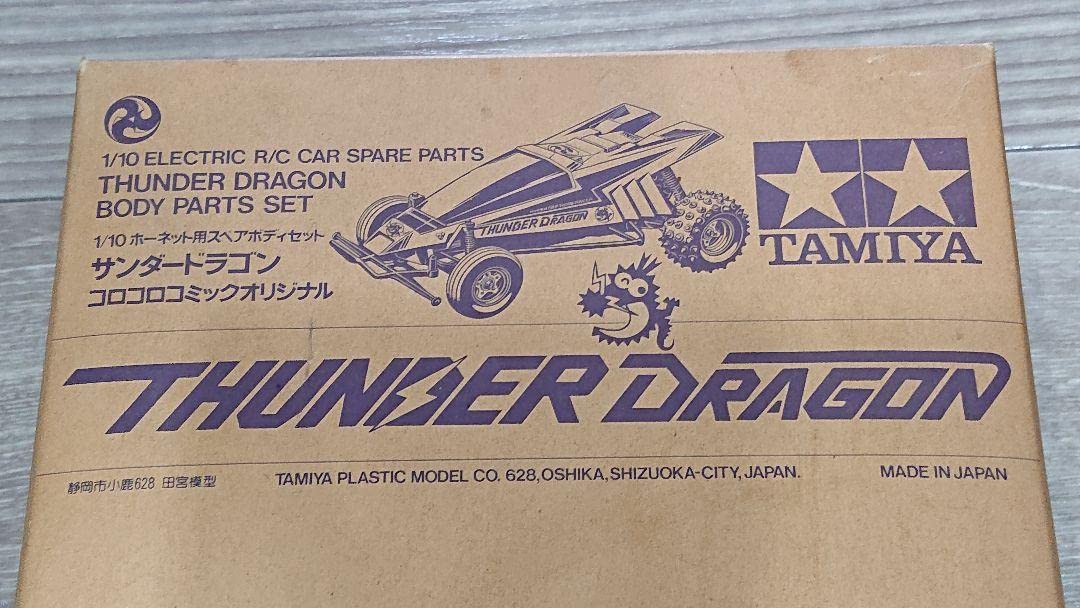 1/10 ELECTRIC R/C CAR SPARE PARTS
THUNDER DRAGON
BODY PARTS SET
1/10 ホーネット用スペアボディセット
サンダードラゴン
コロコロコミックオリジナル
THUNDER DRAGON
TAMIYA
THUNDER DRAGON
静岡市小鹿628 田宮模型
TAMIYA PLASTIC MODEL CO. 628,OSHIKA,SHIZUOKA-CITY,JAPAN.
MADE IN JAPAN